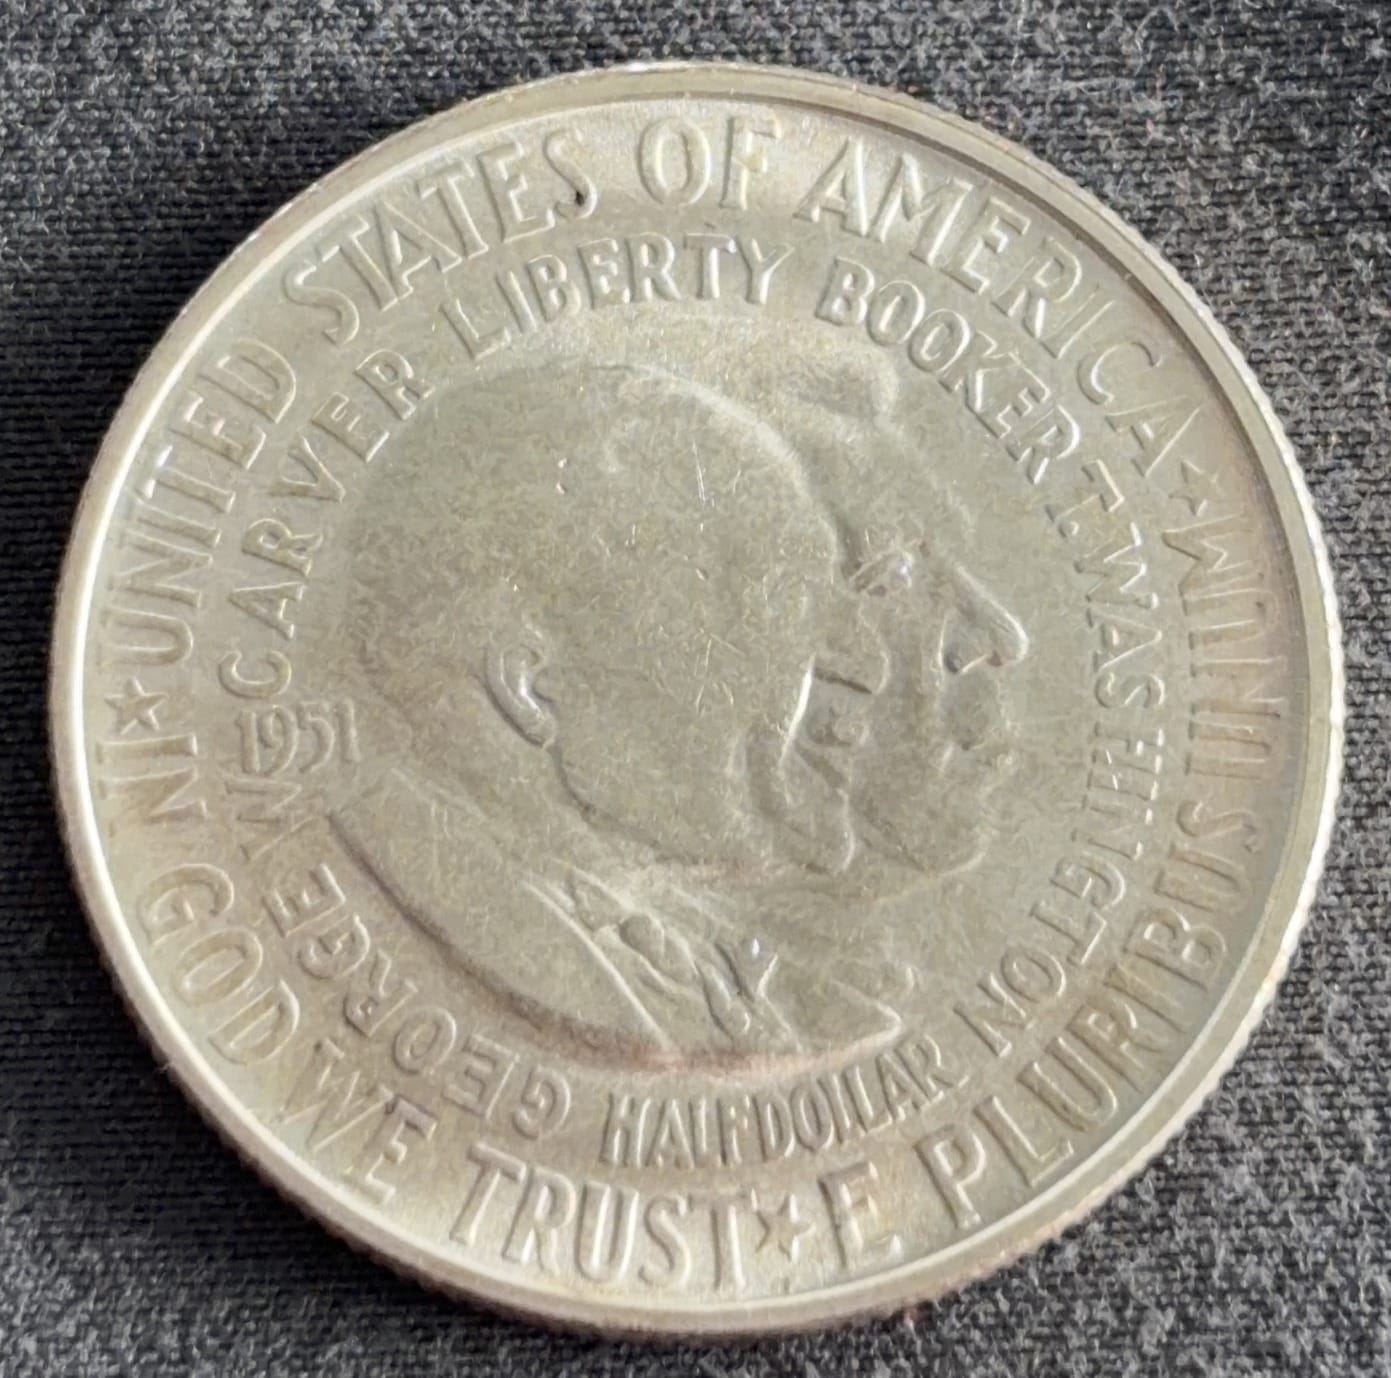 ★ UNITED STATES OF AMERICA
★ E PLURIBUS UNUM
★ IN GOD WE TRUST
GEORGE W CARVER LIBERTY BOOKER T. WASHINGTON
1951
HALF DOLLAR